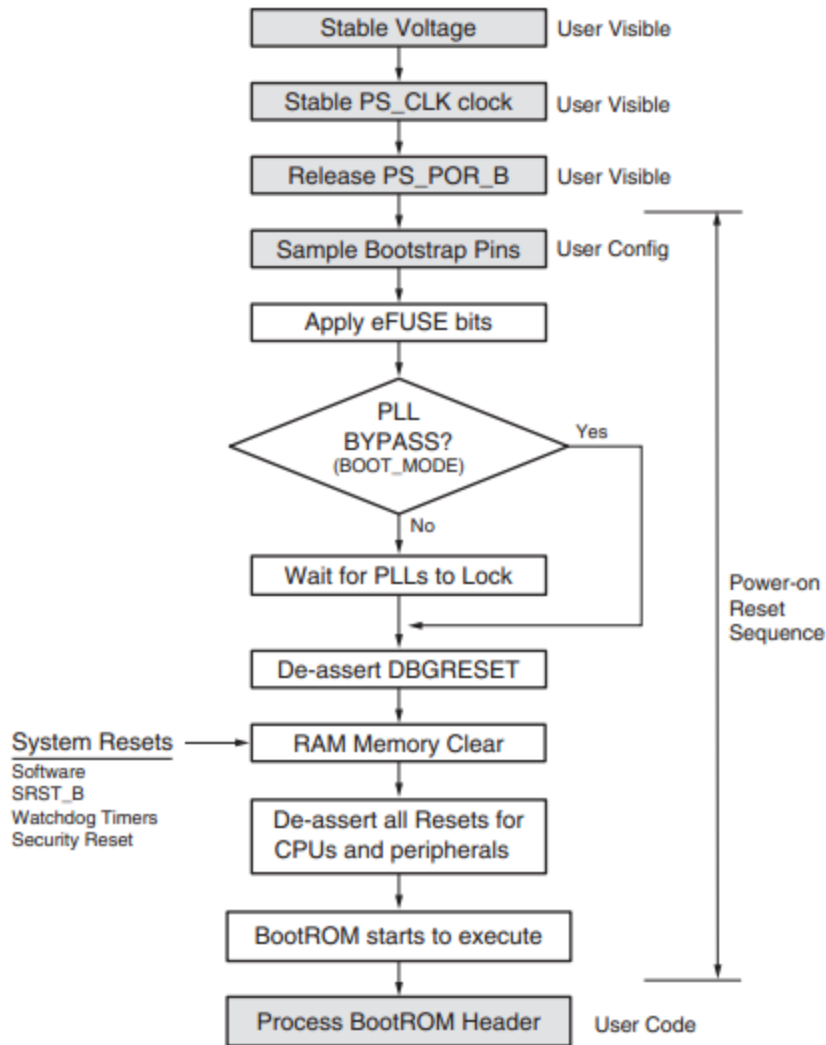 Stable Voltage
User Visible
Stable PS_CLK clock
User Visible
Release PS_POR_B
User Visible
Sample Bootstrap Pins
User Config
Apply eFUSE bits
PLL
BYPASS?
(BOOT_MODE)
Yes
No
Wait for PLLs to Lock
Power-on
Reset
Sequence
De-assert DBGRESET
System Resets
Software
SRST_B
Watchdog Timers
Security Reset
RAM Memory Clear
De-assert all Resets for
CPUs and peripherals
BootROM starts to execute
Process BootROM Header
User Code